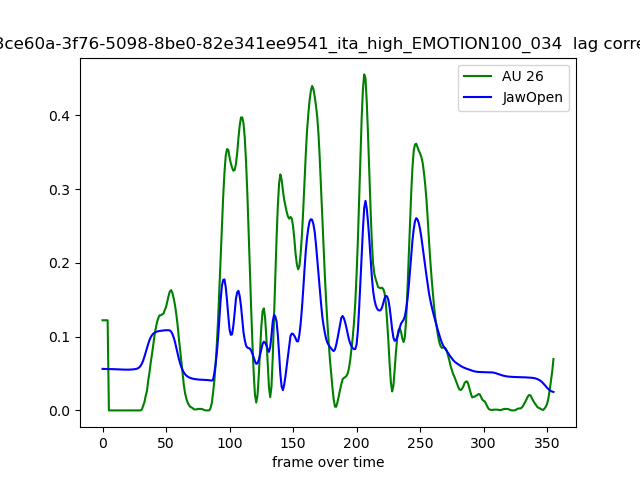 3ce60a-3f76-5098-8be0-82e341ee9541_ita_high_EMOTION100_034 lag corre
AU 26
JawOpen
0.4
0.3
0.2
0.1
0.0
0 50 100 150 200 250 300 350
frame over time